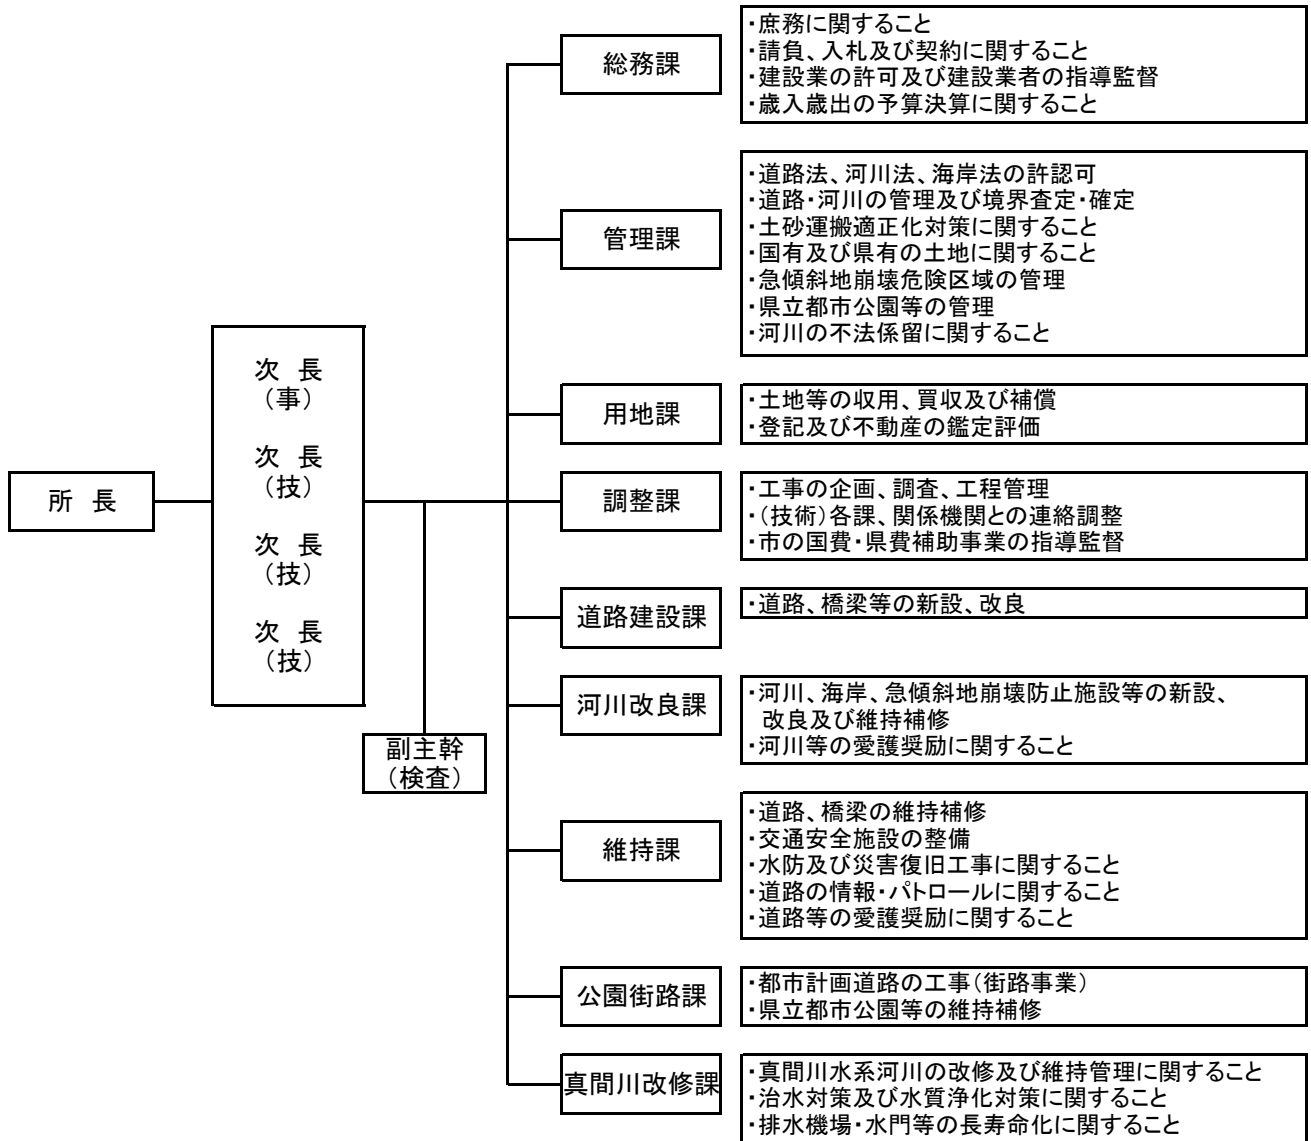 所 長
次 長
（事）
次 長
（技）
次 長
（技）
次 長
（技）
副主幹
（検査）
総務課
・庶務に関すること
・請負、入札及び契約に関すること
・建設業の許可及び建設業者の指導監督
・歳入歳出の予算決算に関すること
管理課
・道路法、河川法、海岸法の許認可
・道路・河川の管理及び境界査定・確定
・土砂運搬適正化対策に関すること
・国有及び県有の土地に関すること
・急傾斜地崩壊危険区域の管理
・県立都市公園等の管理
・河川の不法係留に関すること
用地課
・土地等の収用、買収及び補償
・登記及び不動産の鑑定評価
調整課
・工事の企画、調査、工程管理
・（技術）各課、関係機関との連絡調整
・市の国費・県費補助事業の指導監督
道路建設課
・道路、橋梁等の新設、改良
河川改良課
・河川、海岸、急傾斜地崩壊防止施設等の新設、
改良及び維持補修
・河川等の愛護奨励に関すること
維持課
・道路、橋梁の維持補修
・交通安全施設の整備
・水防及び災害復旧工事に関すること
・道路の情報・パトロールに関すること
・道路等の愛護奨励に関すること
公園街路課
・都市計画道路の工事（街路事業）
・県立都市公園等の維持補修
真間川改修課
・真間川水系河川の改修及び維持管理に関すること
・治水対策及び水質浄化対策に関すること
・排水機場・水門等の長寿命化に関すること